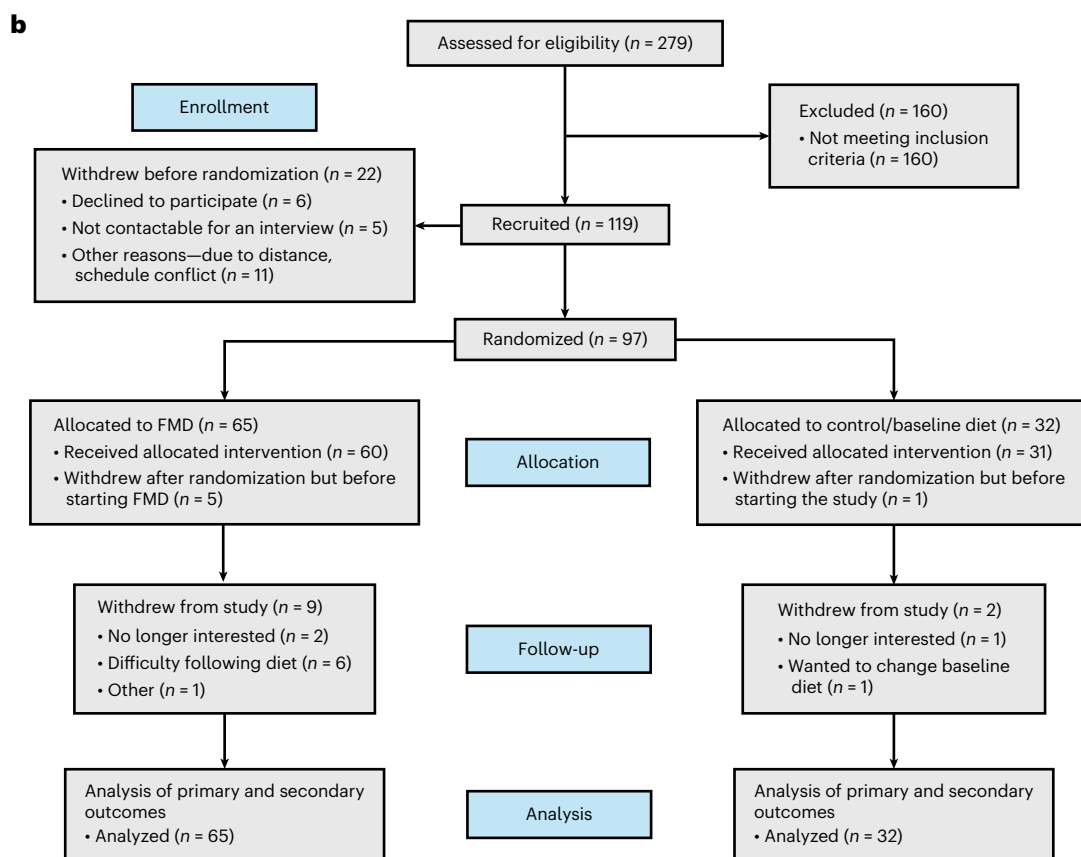 b
Assessed for eligibility (n = 279)
Enrollment
Excluded (n = 160)
• Not meeting inclusion
criteria (n = 160)
Withdrew before randomization (n = 22)
• Declined to participate (n = 6)
• Not contactable for an interview (n = 5)
• Other reasons—due to distance,
schedule conflict (n = 11)
Recruited (n = 119)
Randomized (n = 97)
Allocated to FMD (n = 65)
• Received allocated intervention (n = 60)
• Withdrew after randomization but before
starting FMD (n = 5)
Allocation
Allocated to control/baseline diet (n = 32)
• Received allocated intervention (n = 31)
• Withdrew after randomization but before
starting the study (n = 1)
Withdrew from study (n = 9)
• No longer interested (n = 2)
• Difficulty following diet (n = 6)
• Other (n = 1)
Follow-up
Withdrew from study (n = 2)
• No longer interested (n = 1)
• Wanted to change baseline
diet (n = 1)
Analysis of primary and secondary
outcomes
• Analyzed (n = 65)
Analysis
Analysis of primary and secondary
outcomes
• Analyzed (n = 32)